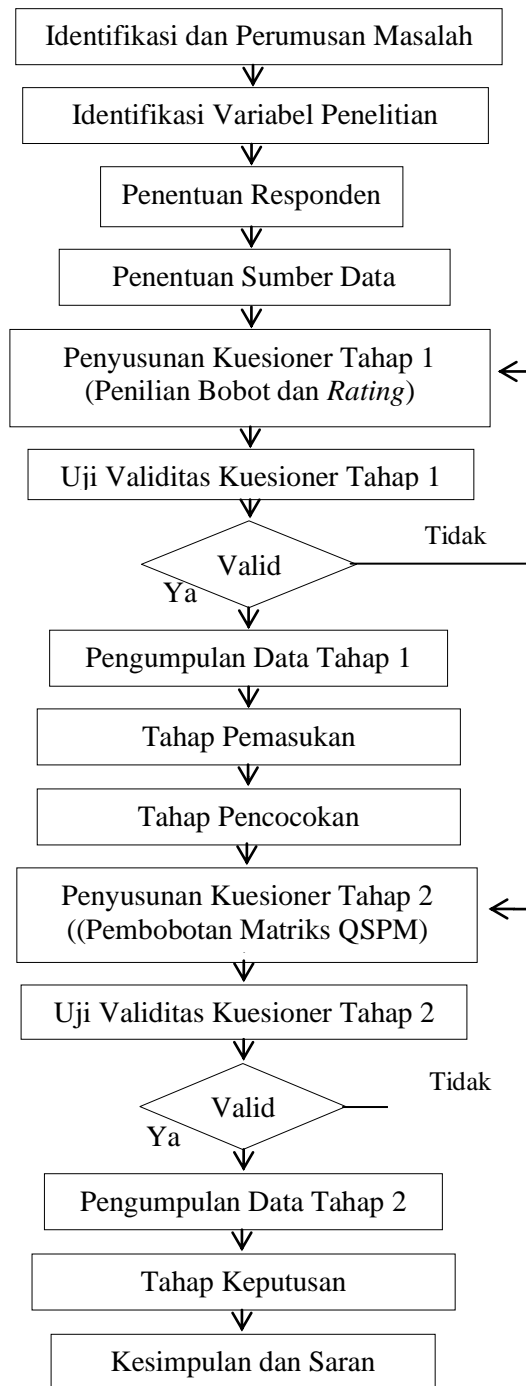 Identifikasi dan Perumusan Masalah
Identifikasi Variabel Penelitian
Penentuan Responden
Penentuan Sumber Data
Penyusunan Kuesioner Tahap 1
(Penilian Bobot dan Rating)
Uji Validitas Kuesioner Tahap 1
Tidak
Valid
Ya
Pengumpulan Data Tahap 1
Tahap Pemasukan
Tahap Pencocokan
Penyusunan Kuesioner Tahap 2
((Pembobotan Matriks QSPM)
Uji Validitas Kuesioner Tahap 2
Tidak
Valid
Ya
Pengumpulan Data Tahap 2
Tahap Keputusan
Kesimpulan dan Saran